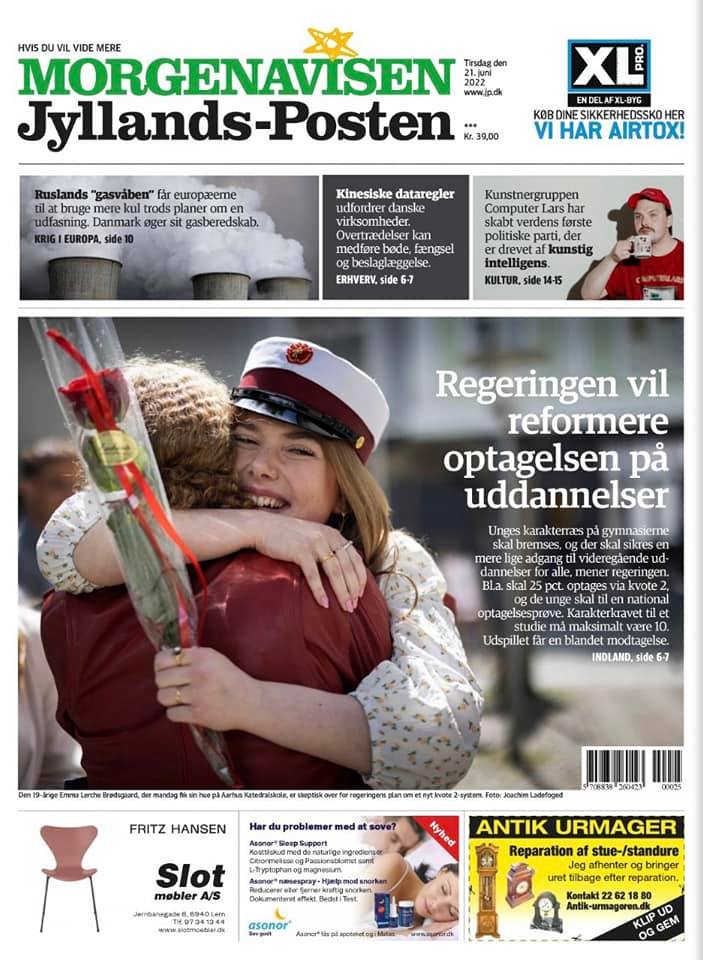 HVIS DU VIL VIDE MERE
MORGENAVISEN
Jyllands-Posten
Tirsdag den
21. juni
2022
www.jp.dk
Kr. 39,00
XL PRO.
EN DEL AF XL-BYG
KØB DINE SIKKERHEDSSKO HER
VI HAR AIRTOX!
Ruslands "gasvåben" får europæerne
til at bruge mere kul trods planer om en
udfasning. Danmark øger sit gasberedskab.
KRIG I EUROPA, side 10
Kinesiske dataregler
udfordrer danske
virksomheder.
Overtrædelser kan
medføre bøde, fængsel
og beslaglæggelse.
ERHVERV, side 6-7
Kunstnergruppen
Computer Lars har
skabt verdens første
politiske parti, der
er drevet af kunstig
intelligens.
KULTUR, side 14-15
Regeringen vil
reformere
optagelsen på
uddannelser
Unges karakterræs på gymnasierne
skal bremses, og der skal sikres en
mere lige adgang til videregående ud-
dannelser for alle, mener regeringen.
Bl.a. skal 25 pct. optages via kvote 2,
og de unge skal til en national
optagelsesprøve. Karakterkravet til et
studie må maksimalt være 10.
Udspillet får en blandet modtagelse.
INDLAND, side 6-7
5 708838 260423 00025
Den 19-årige Emma Lerche Brødsgaard, der mandag fik sin hue på Aarhus Katedralskole, er skeptisk over for regeringens plan om et nyt kvote 2-system. Foto: Joachim Ladefoged
FRITZ HANSEN
Slot
møbler A/S
Jernbanegade 6, 6940 Lem
Tlf. 97 34 13 44
www.slotmoebler.dk
Har du problemer med at sove?
Nyhed
Asonor® Sleep Support
Kosttilskud med de naturlige ingredienser
Citronmelisse og Passionsblomst samt
L-Tryptophan og magnesium.
Asonor® næsespray - Hjælp mod snorken
Reducerer eller fjerner kraftig snorken.
Dokumenteret effekt. Bedst i Test.
asonor
Sov godt
Asonor® fås på apoteket og i Matas. www.asonor.dk
ANTIK URMAGER
Reparation af stue-/standure
Jeg afhenter og bringer
uret tilbage efter reparation.
Kontakt 22 62 18 80
Antik-urmageren.dk
KLIP UD
OG GEM